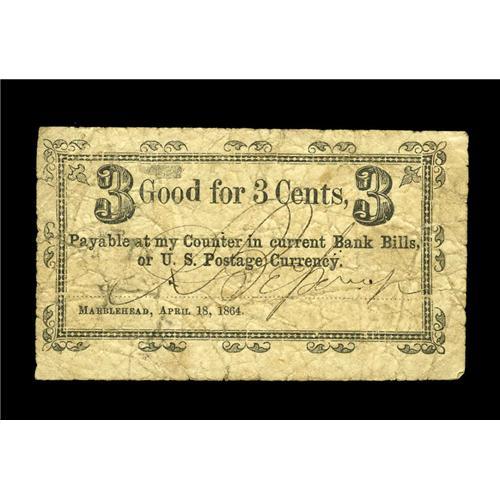 3 Good for 3 Cents, 3
Payable at my Counter in current Bank Bills,
or U. S. Postage Currency.
Marblehead, April 18, 1864.